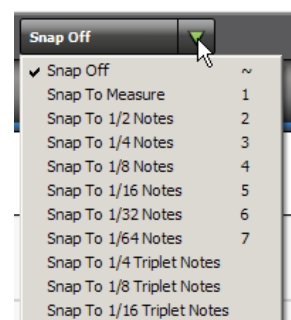 Snap Off
Snap Off ~
Snap To Measure 1
Snap To 1/2 Notes 2
Snap To 1/4 Notes 3
Snap To 1/8 Notes 4
Snap To 1/16 Notes 5
Snap To 1/32 Notes 6
Snap To 1/64 Notes 7
Snap To 1/4 Triplet Notes
Snap To 1/8 Triplet Notes
Snap To 1/16 Triplet Notes